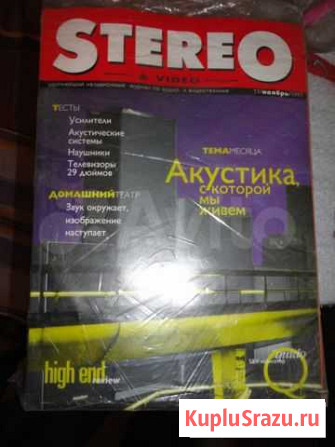 STEREO
& VIDEO
ноябрь
ТЕСТЫ
Усилители
Акустические
системы
Наушники
Телевизоры
29 дюймов
ДОМАШНИЙ ТЕАТР
Звук окружает,
изображение
наступает
ТЕМА МЕСЯЦА
Акустика,
с которой
мы
живем
high end
review
Q
KupluSrazu.ru